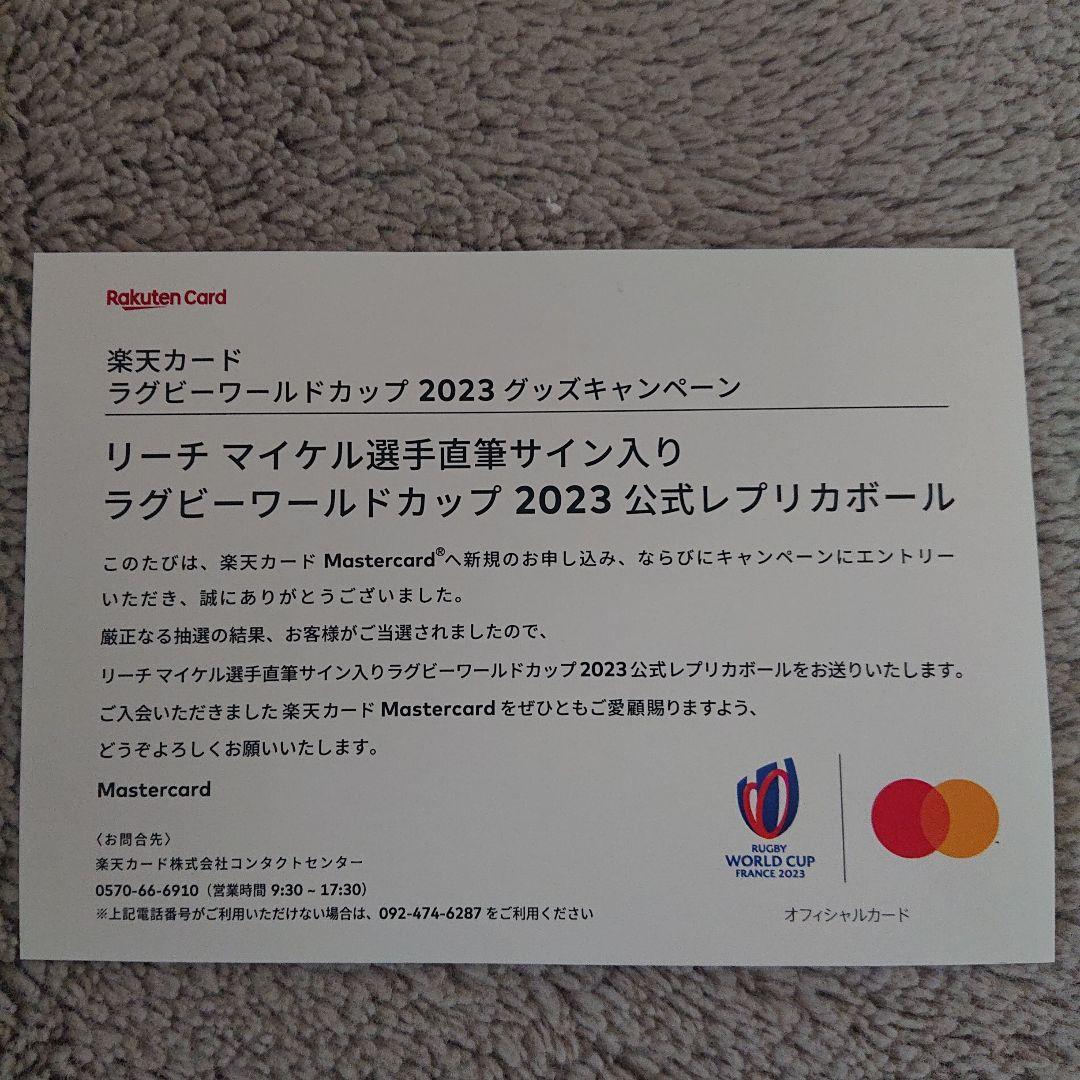 Rakuten Card
楽天カード
ラグビーワールドカップ 2023 グッズキャンペーン
リーチ マイケル選手直筆サイン入り
ラグビーワールドカップ 2023 公式レプリカボール
このたびは、楽天カード Mastercard®へ新規のお申し込み、ならびにキャンペーンにエントリー
いただき、誠にありがとうございました。
厳正なる抽選の結果、お客様がご当選されましたので、
リーチ マイケル選手直筆サイン入りラグビーワールドカップ 2023 公式レプリカボールをお送りいたします。
ご入会いただきました 楽天カード Mastercard をぜひともご愛顧賜りますよう、
どうぞよろしくお願いいたします。
Mastercard
〈お問合先〉
楽天カード株式会社コンタクトセンター
0570-66-6910（営業時間 9:30 ~ 17:30）
※上記電話番号がご利用いただけない場合は、092-474-6287 をご利用ください
RUGBY
WORLD CUP
FRANCE 2023
オフィシャルカード